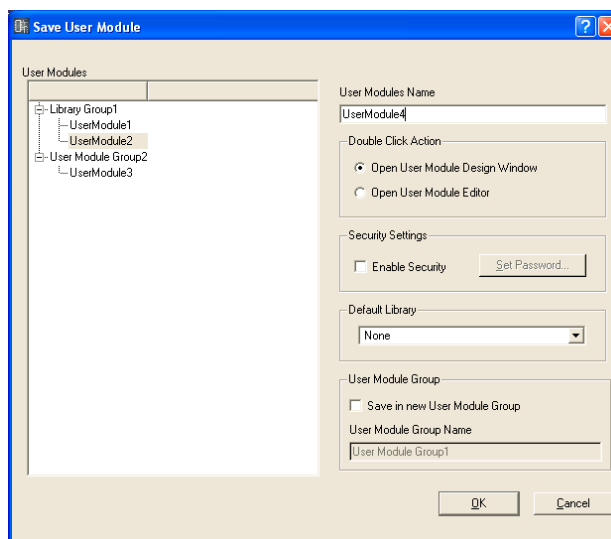 Save User Module
User Modules
Library Group1
UserModule1
UserModule2
User Module Group2
UserModule3
User Modules Name
UserModule4
Double Click Action
Open User Module Design Window
Open User Module Editor
Security Settings
Enable Security
Set Password...
Default Library
None
User Module Group
Save in new User Module Group
User Module Group Name
User Module Group1
OK
Cancel